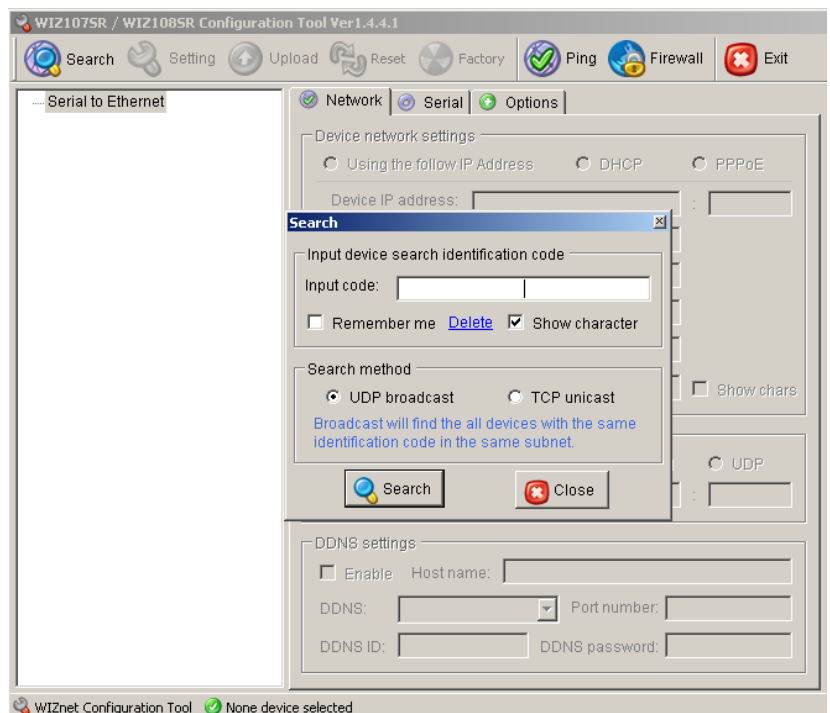 WIZ107SR / WIZ108SR Configuration Tool Ver1.4.4.1
Search Setting Upload Reset Factory Ping Firewall Exit
Serial to Ethernet
Network Serial Options
Device network settings
Using the follow IP Address DHCP PPPoE
Device IP address: :
Search
Input device search identification code
Input code:
Remember me Delete Show character
Search method
UDP broadcast TCP unicast
Broadcast will find the all devices with the same
identification code in the same subnet.
Search Close
Show chars
UDP
:
DDNS settings
Enable Host name:
DDNS: Port number:
DDNS ID: DDNS password:
WIZnet Configuration Tool None device selected